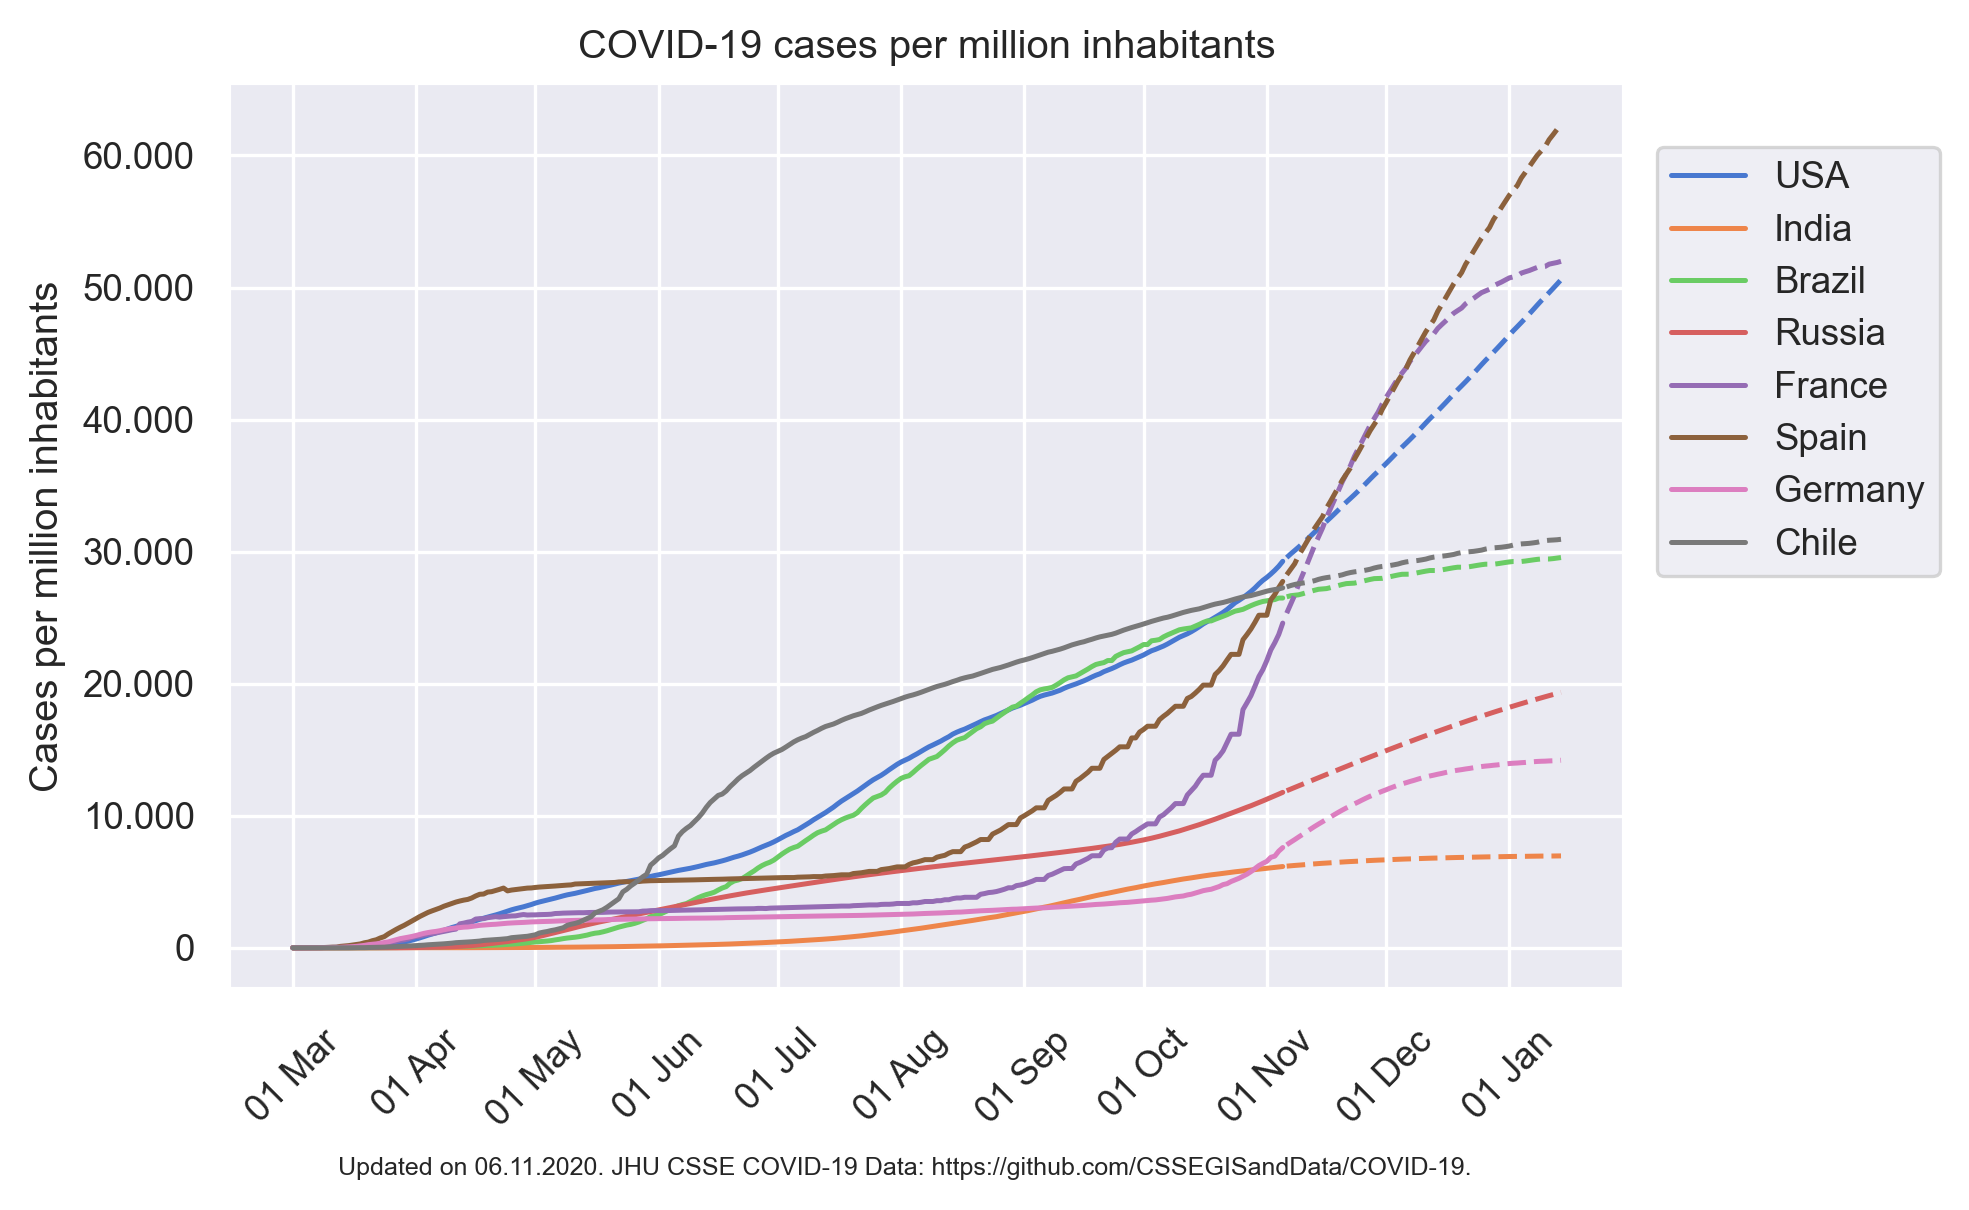 COVID-19 cases per million inhabitants
Cases per million inhabitants
60.000
50.000
40.000
30.000
20.000
10.000
0
01 Mar
01 Apr
01 May
01 Jun
01 Jul
01 Aug
01 Sep
01 Oct
01 Nov
01 Dec
01 Jan
USA
India
Brazil
Russia
France
Spain
Germany
Chile
Updated on 06.11.2020. JHU CSSE COVID-19 Data: https://github.com/CSSEGISandData/COVID-19.